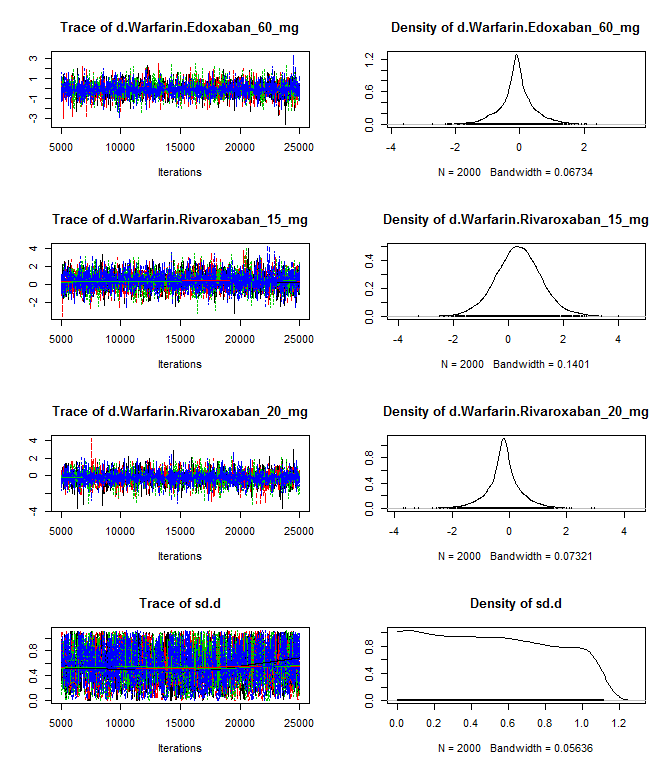 Trace of d.Warfarin.Edoxaban_60_mg
3
1
-1
-3
5000 10000 15000 20000 25000
Iterations
Density of d.Warfarin.Edoxaban_60_mg
1.2
0.6
0.0
-4 -2 0 2
N = 2000 Bandwidth = 0.06734
Trace of d.Warfarin.Rivaroxaban_15_mg
4
2
0
-2
5000 10000 15000 20000 25000
Iterations
Density of d.Warfarin.Rivaroxaban_15_mg
0.4
0.2
0.0
-4 -2 0 2 4
N = 2000 Bandwidth = 0.1401
Trace of d.Warfarin.Rivaroxaban_20_mg
4
2
0
-4
5000 10000 15000 20000 25000
Iterations
Density of d.Warfarin.Rivaroxaban_20_mg
0.8
0.4
0.0
-4 -2 0 2 4
N = 2000 Bandwidth = 0.07321
Trace of sd.d
0.8
0.4
0.0
5000 10000 15000 20000 25000
Iterations
Density of sd.d
0.8
0.4
0.0
0.0 0.2 0.4 0.6 0.8 1.0 1.2
N = 2000 Bandwidth = 0.05636